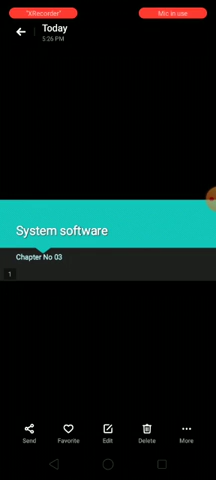 "XRecorder"
Mic in use
Today
5:26 PM
System software
Chapter No 03
1
Send
Favorite
Edit
Delete
More